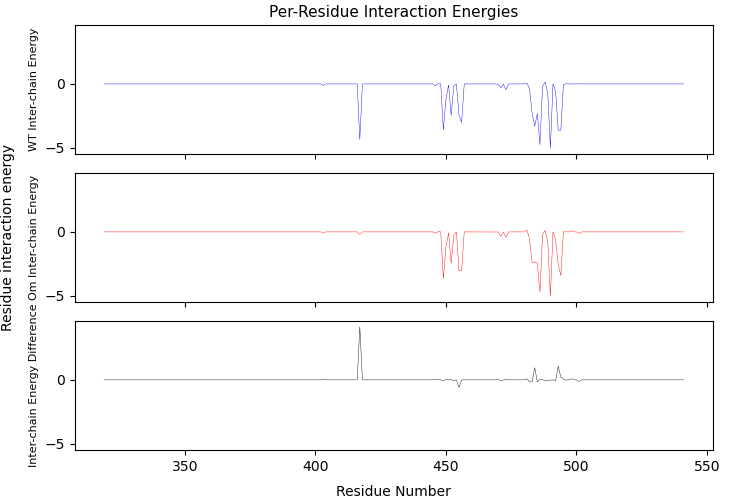 Per-Residue Interaction Energies
WT Inter-chain Energy
0
−5
Om Inter-chain Energy
0
−5
Inter-chain Energy Difference
0
−5
Residue interaction energy
350
400
450
500
550
Residue Number